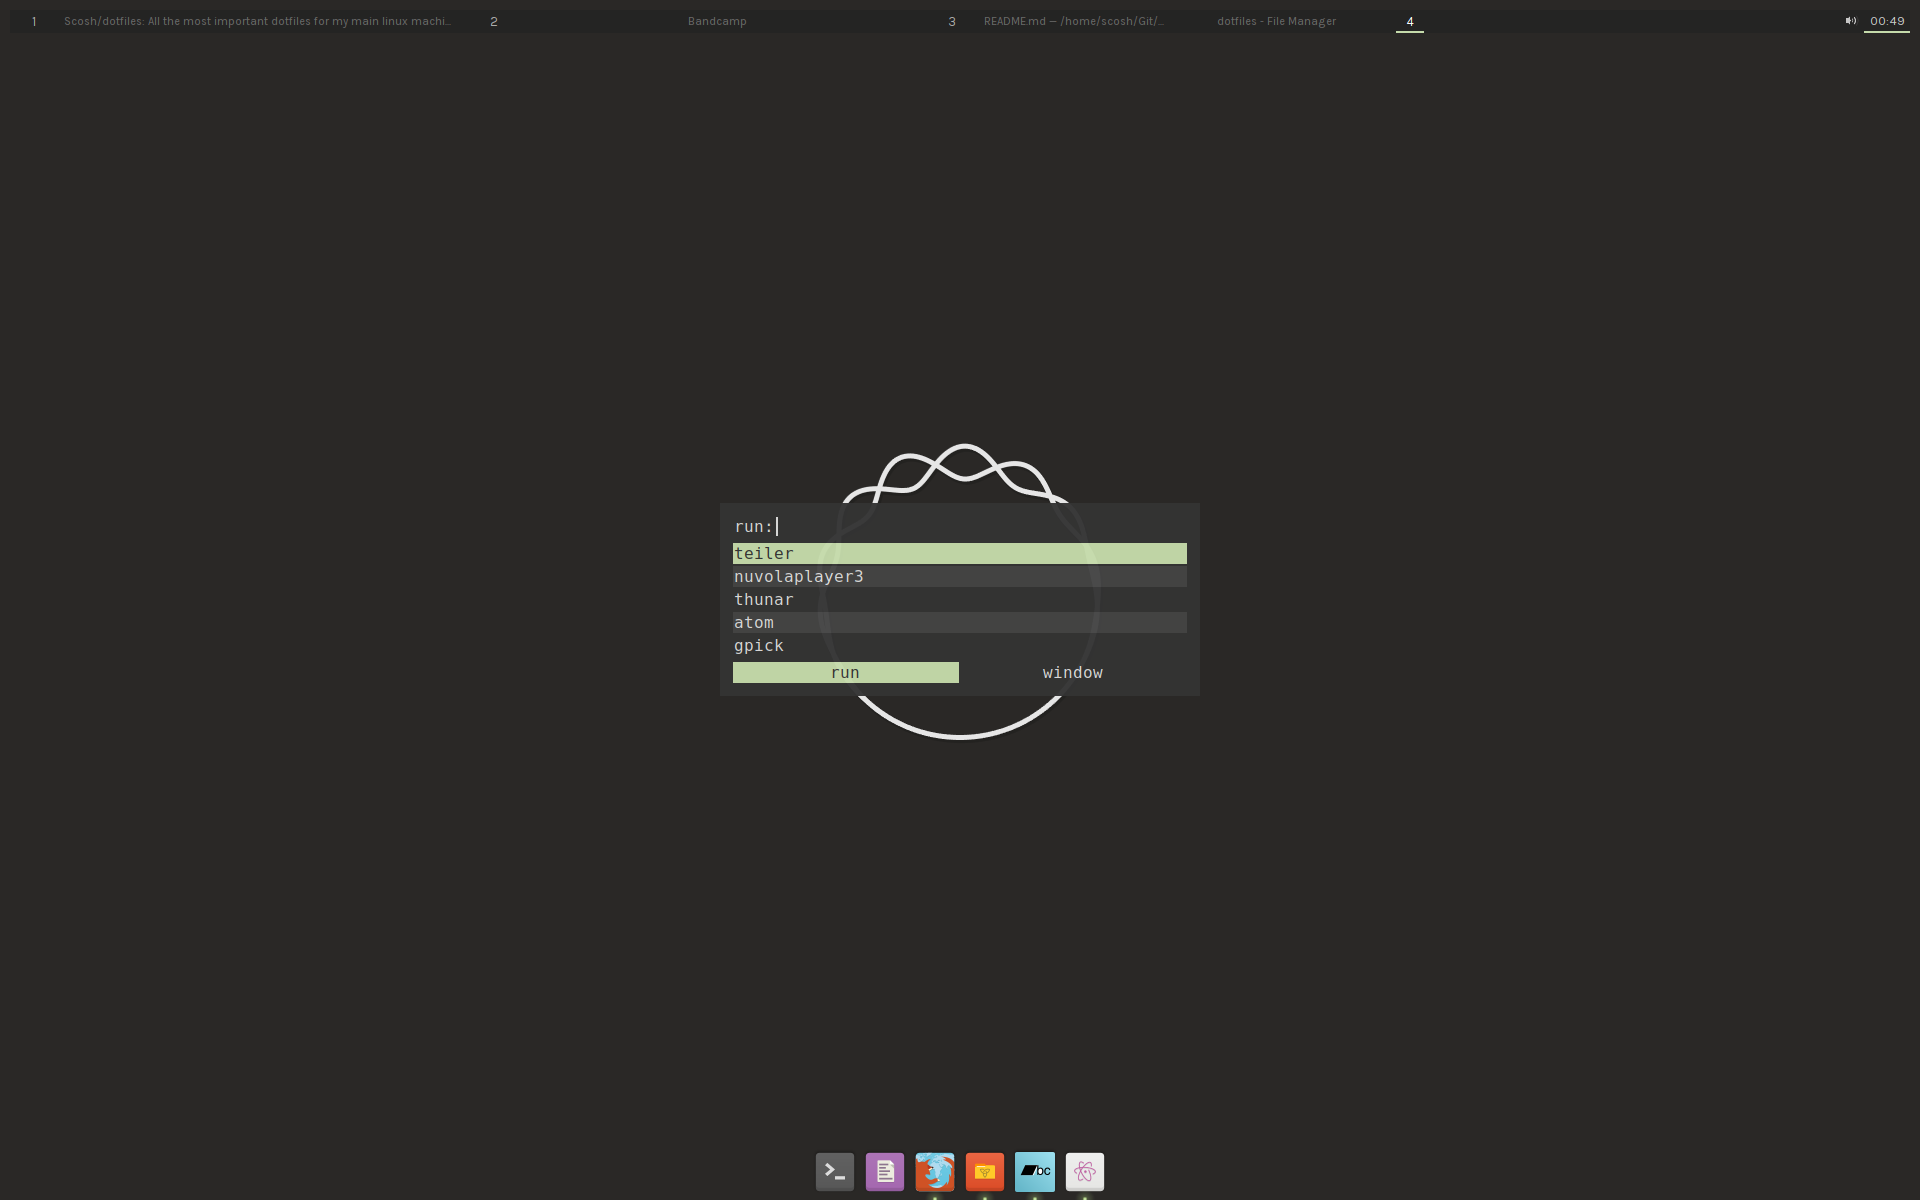 1 Scosh/dotfiles: All the most important dotfiles for my main linux machi... 2 Bandcamp 3 README.md — /home/scosh/Git/... dotfiles - File Manager 4 00:49
run:
teiler
nuvolaplayer3
thunar
atom
gpick
run window
>_ bc